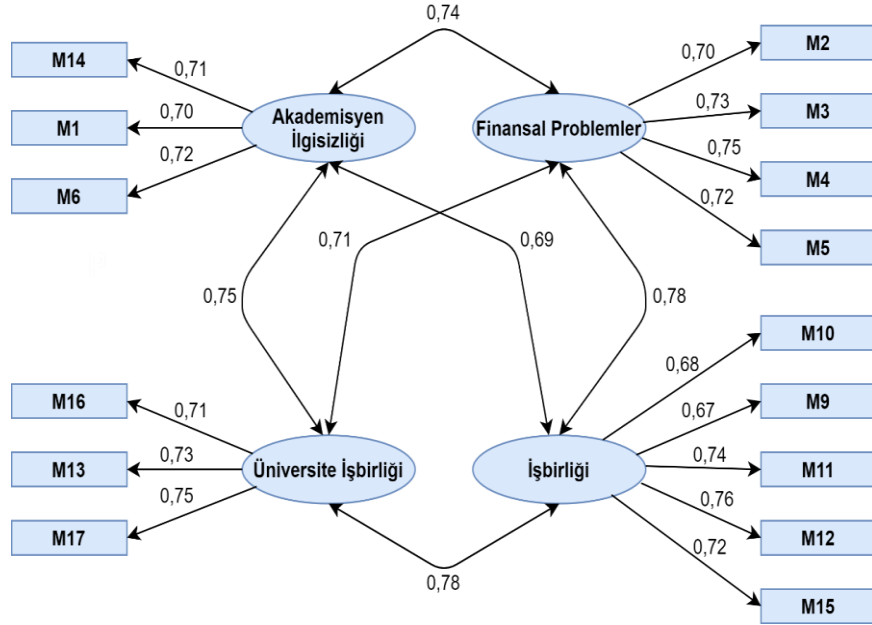 0,74
M14
0,71
M1
0,70
M6
0,72
Akademisyen
İlgisizliği
Finansal Problemler
0,70
M2
0,73
M3
0,75
M4
0,72
M5
0,71
0,69
0,75
0,78
M16
0,71
M13
0,73
M17
0,75
Üniversite İşbirliği
İşbirliği
0,68
M10
0,67
M9
0,74
M11
0,76
M12
0,72
M15
0,78